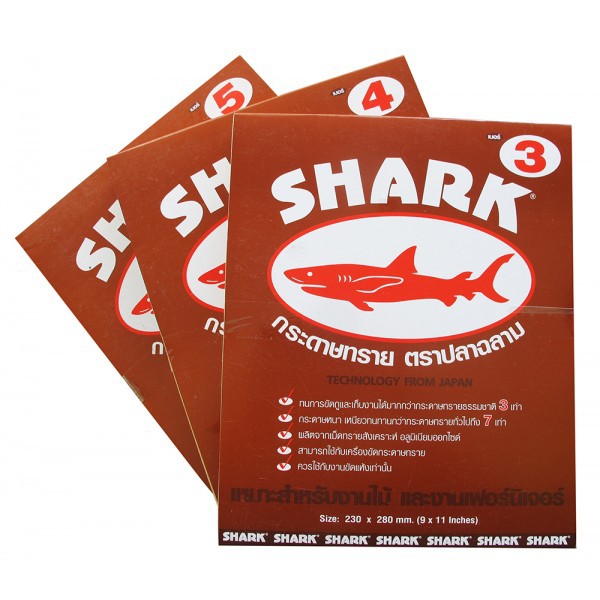 เบอร์ 5
SHARK
เบอร์ 4
SHARK
เบอร์ 3
SHARK®
กระดาษทราย ตราปลาฉลาม
TECHNOLOGY FROM JAPAN
ทนการขัดถูและเก็บงานได้มากกว่ากระดาษทรายธรรมชาติ 3 เท่า
กระดาษหนา เหนียวทนทานกว่ากระดาษทรายทั่วไปถึง 7 เท่า
ผลิตจากเม็ดทรายสังเคราะห์ อลูมิเนียมออกไซด์
สามารถใช้กับเครื่องขัดกระดาษทราย
ควรใช้กับงานขัดแห้งเท่านั้น
เหมาะสำหรับงานไม้ และงานเฟอร์นิเจอร์
Size: 230 x 280 mm. (9 x 11 Inches)
SHARK SHARK SHARK SHARK SHARK SHARK SHARK